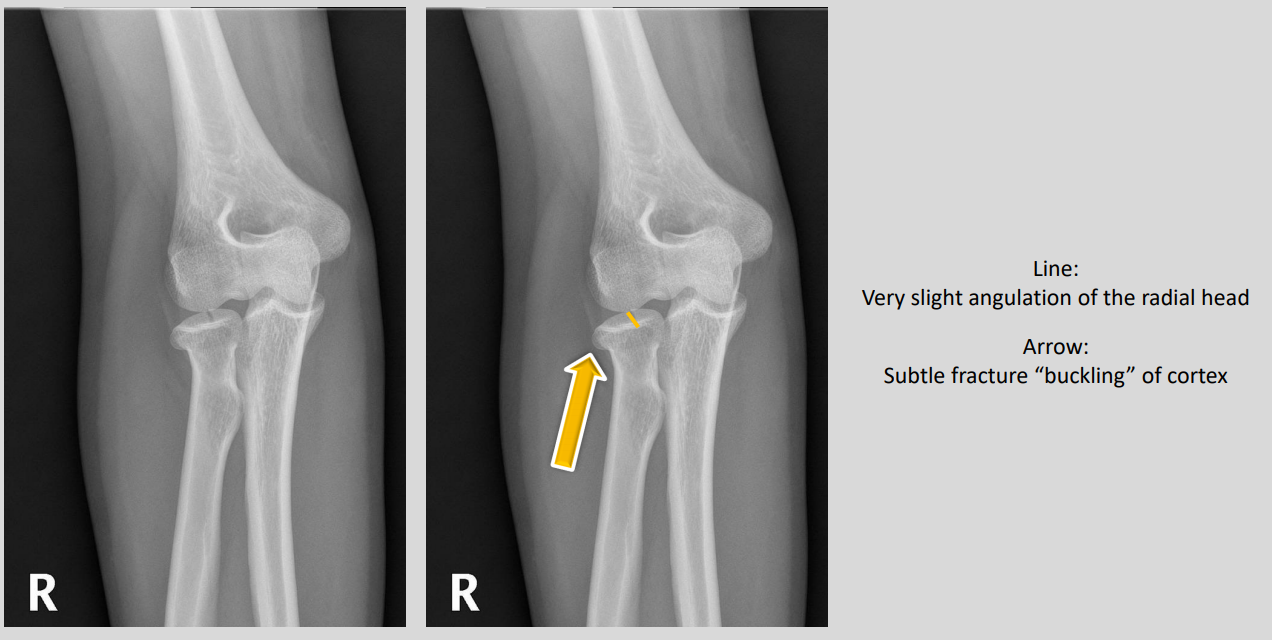 R
R
Line:
Very slight angulation of the radial head
Arrow:
Subtle fracture “buckling” of cortex